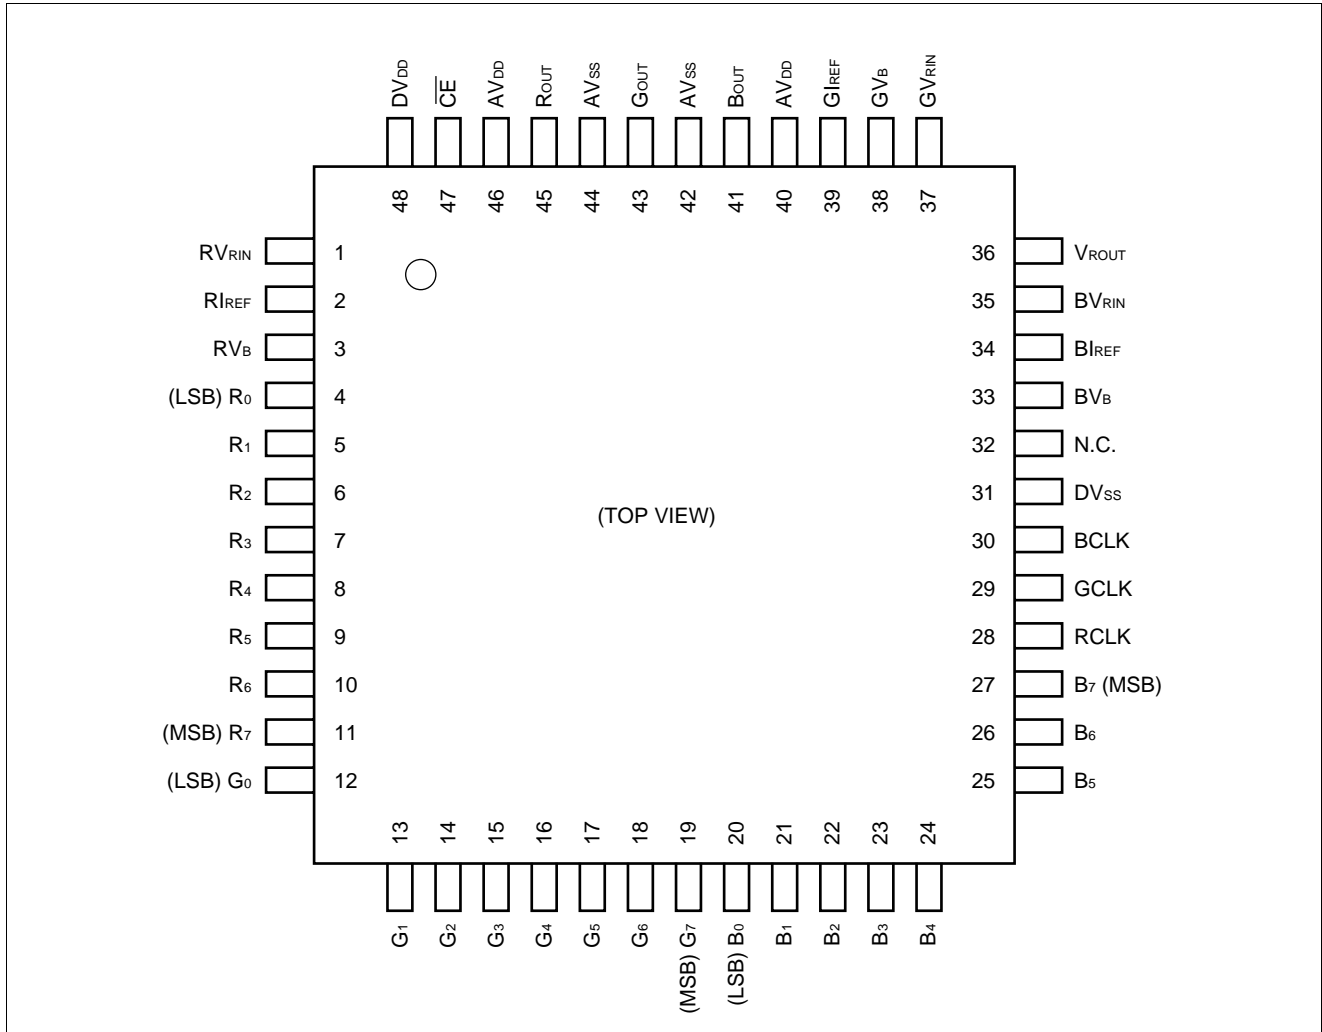 DVDD
CE
AVDD
ROUT
AVSS
GOUT
AVSS
BOUT
AVDD
GIREF
GVB
GVRIN
48
47
46
45
44
43
42
41
40
39
38
37
RVRIN 1
RIREF 2
RVB 3
(LSB) R0 4
R1 5
R2 6
R3 7
R4 8
R5 9
R6 10
(MSB) R7 11
(LSB) G0 12
(TOP VIEW)
36 VROUT
35 BVRIN
34 BIREF
33 BVB
32 N.C.
31 DVSS
30 BCLK
29 GCLK
28 RCLK
27 B7 (MSB)
26 B6
25 B5
13
14
15
16
17
18
19
20
21
22
23
24
G1
G2
G3
G4
G5
G6
(MSB) G7
(LSB) B0
B1
B2
B3
B4